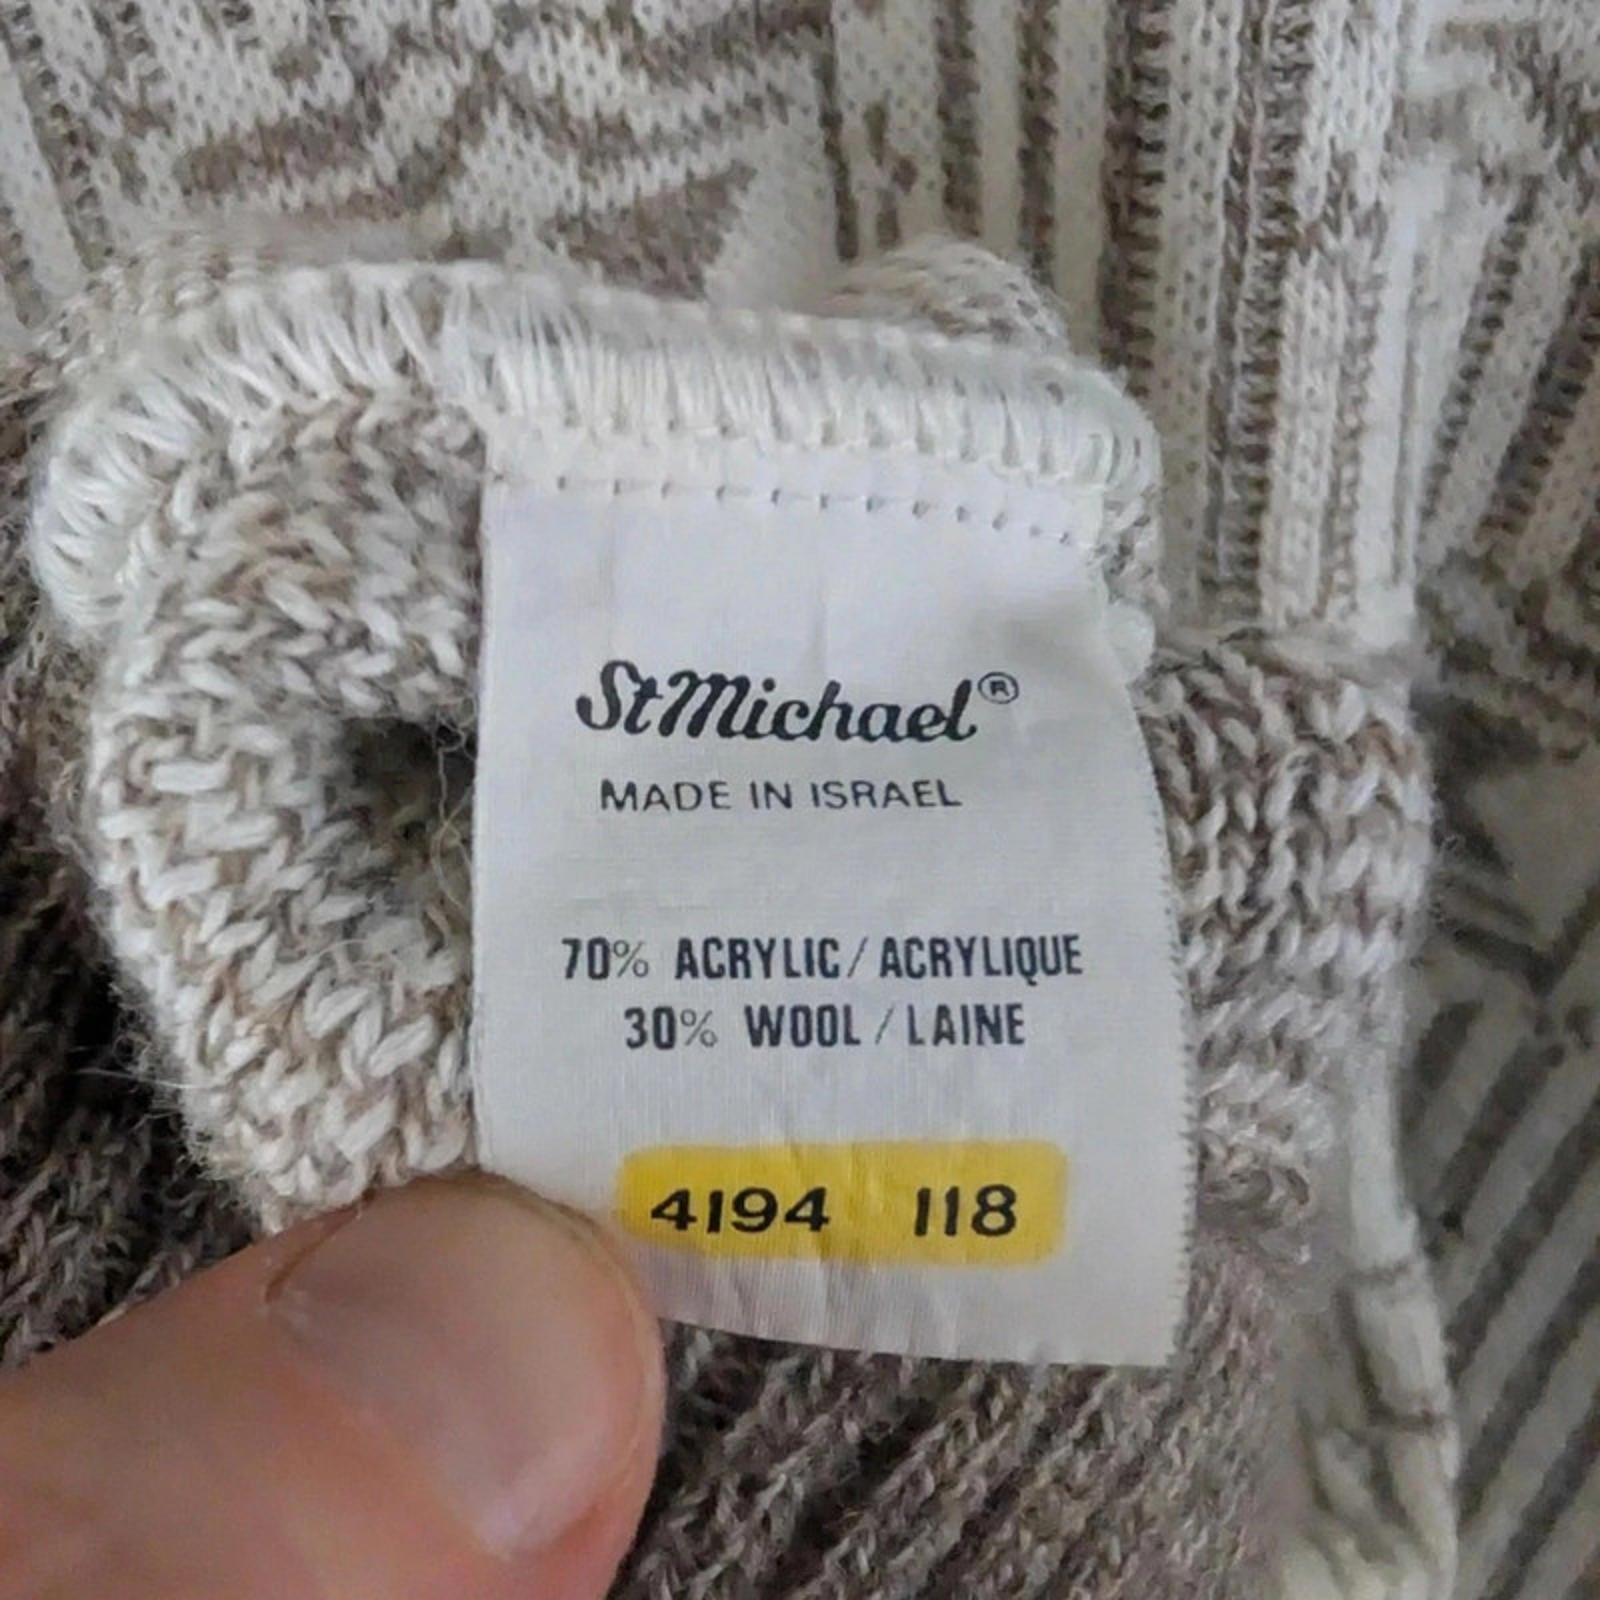 StMichael®
MADE IN ISRAEL
70% ACRYLIC / ACRYLIQUE
30% WOOL / LAINE
4194 118